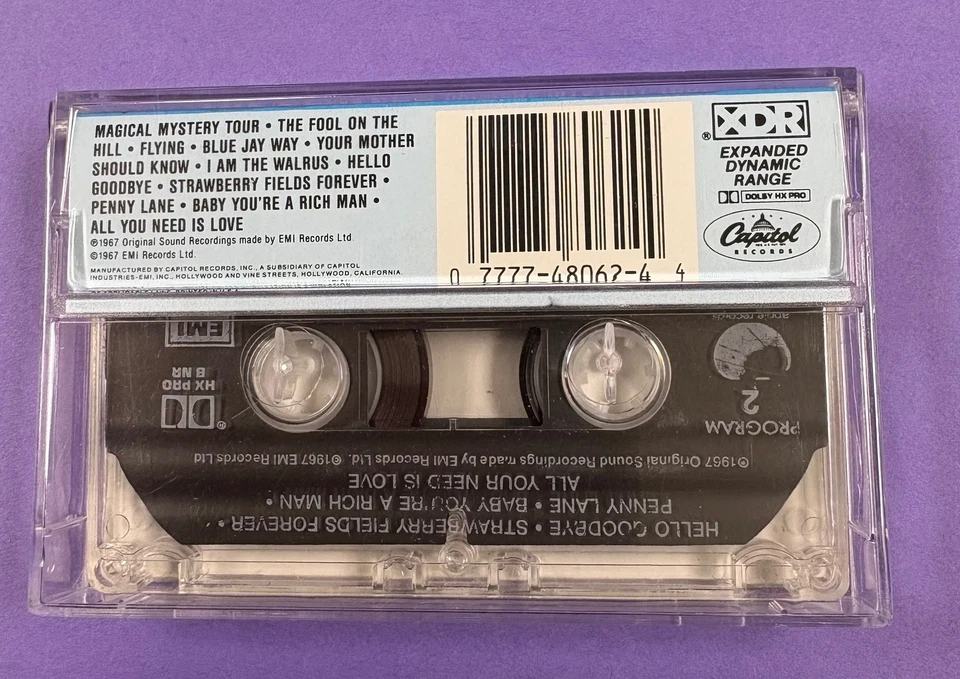 MAGICAL MYSTERY TOUR • THE FOOL ON THE
HILL • FLYING • BLUE JAY WAY • YOUR MOTHER
SHOULD KNOW • I AM THE WALRUS • HELLO
GOODBYE • STRAWBERRY FIELDS FOREVER •
PENNY LANE • BABY YOU'RE A RICH MAN •
ALL YOU NEED IS LOVE
℗1967 Original Sound Recordings made by EMI Records Ltd.
©1967 EMI Records Ltd.
MANUFACTURED BY CAPITOL RECORDS, INC., A SUBSIDIARY OF CAPITOL
INDUSTRIES-EMI, INC., HOLLYWOOD AND VINE STREETS, HOLLYWOOD, CALIFORNIA.
0 7777-48062-4 4
® XDR
EXPANDED
DYNAMIC
RANGE
DOLBY HX PRO
Capitol
RECORDS
apple records
2
PROGRAM
EMI
B NR
HX PRO
®
℗1967 Original Sound Recordings made by EMI Records Ltd. ©1967 EMI Records Ltd
HELLO GOODBYE • STRAWBERRY FIELDS FOREVER •
PENNY LANE • BABY YOU'RE A RICH MAN •
ALL YOUR NEED IS LOVE